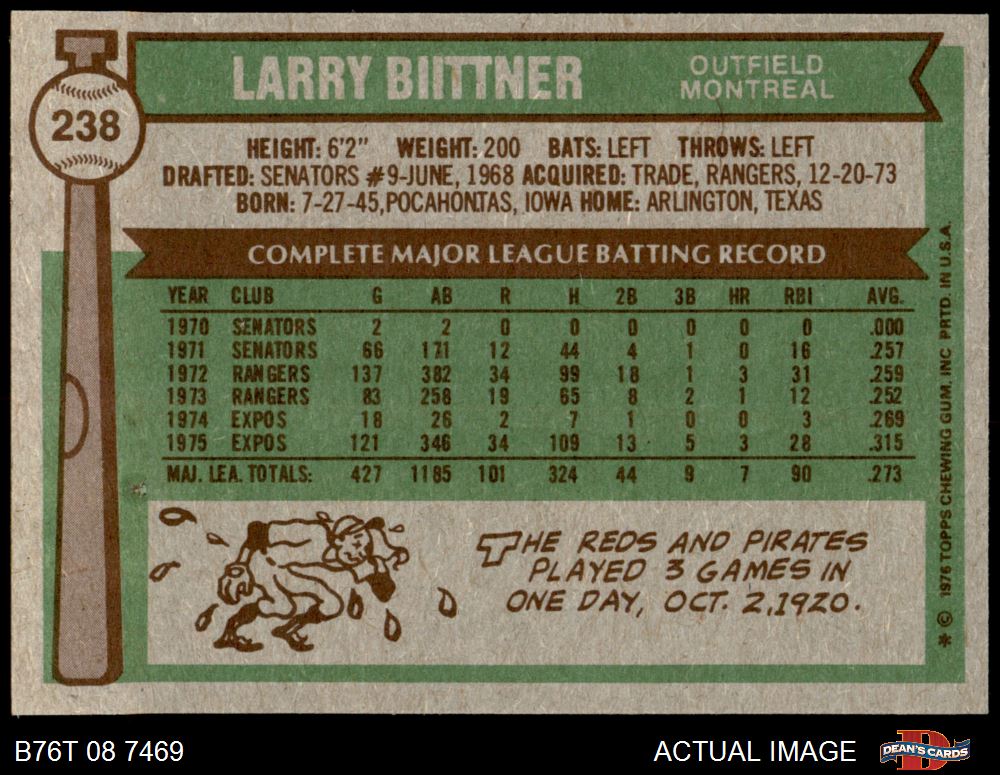 238
LARRY BIITTNER
OUTFIELD
MONTREAL
HEIGHT: 6'2" WEIGHT: 200 BATS: LEFT THROWS: LEFT
DRAFTED: SENATORS #9-JUNE, 1968 ACQUIRED: TRADE, RANGERS, 12-20-73
BORN: 7-27-45, POCAHONTAS, IOWA HOME: ARLINGTON, TEXAS
COMPLETE MAJOR LEAGUE BATTING RECORD
YEAR CLUB G AB R H 2B 3B HR RBI AVG.
1970 SENATORS 2 2 0 0 0 0 0 0 .000
1971 SENATORS 66 171 12 44 4 1 0 16 .257
1972 RANGERS 137 382 34 99 18 1 3 31 .259
1973 RANGERS 83 258 19 65 8 2 1 12 .252
1974 EXPOS 18 26 2 7 1 0 0 3 .269
1975 EXPOS 121 346 34 109 13 5 3 28 .315
MAJ. LEA. TOTALS: 427 1185 101 324 44 9 7 90 .273
THE REDS AND PIRATES
PLAYED 3 GAMES IN
ONE DAY, OCT. 2, 1920.
* © 1976 TOPPS CHEWING GUM, INC PRTD. IN U.S.A.
B76T 08 7469
ACTUAL IMAGE
D
DEAN'S CARDS